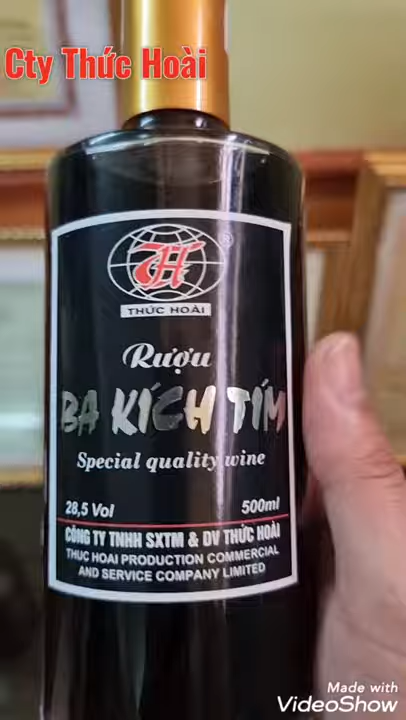 Cty Thức Hoài
TH
®
THỨC HOÀI
Rượu
BA KÍCH TÍM
Special quality wine
28,5 Vol 500ml
CÔNG TY TNHH SXTM & DV THỨC HOÀI
THUC HOAI PRODUCTION COMMERCIAL
AND SERVICE COMPANY LIMITED
Made with
VideoShow